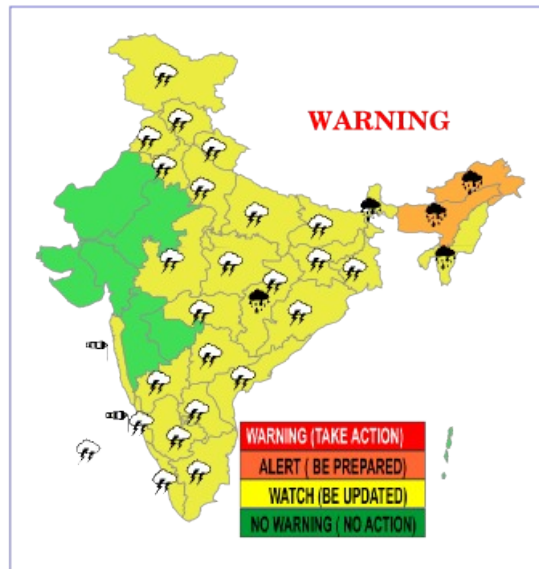 WARNING
WARNING (TAKE ACTION)
ALERT ( BE PREPARED)
WATCH (BE UPDATED)
NO WARNING ( NO ACTION)